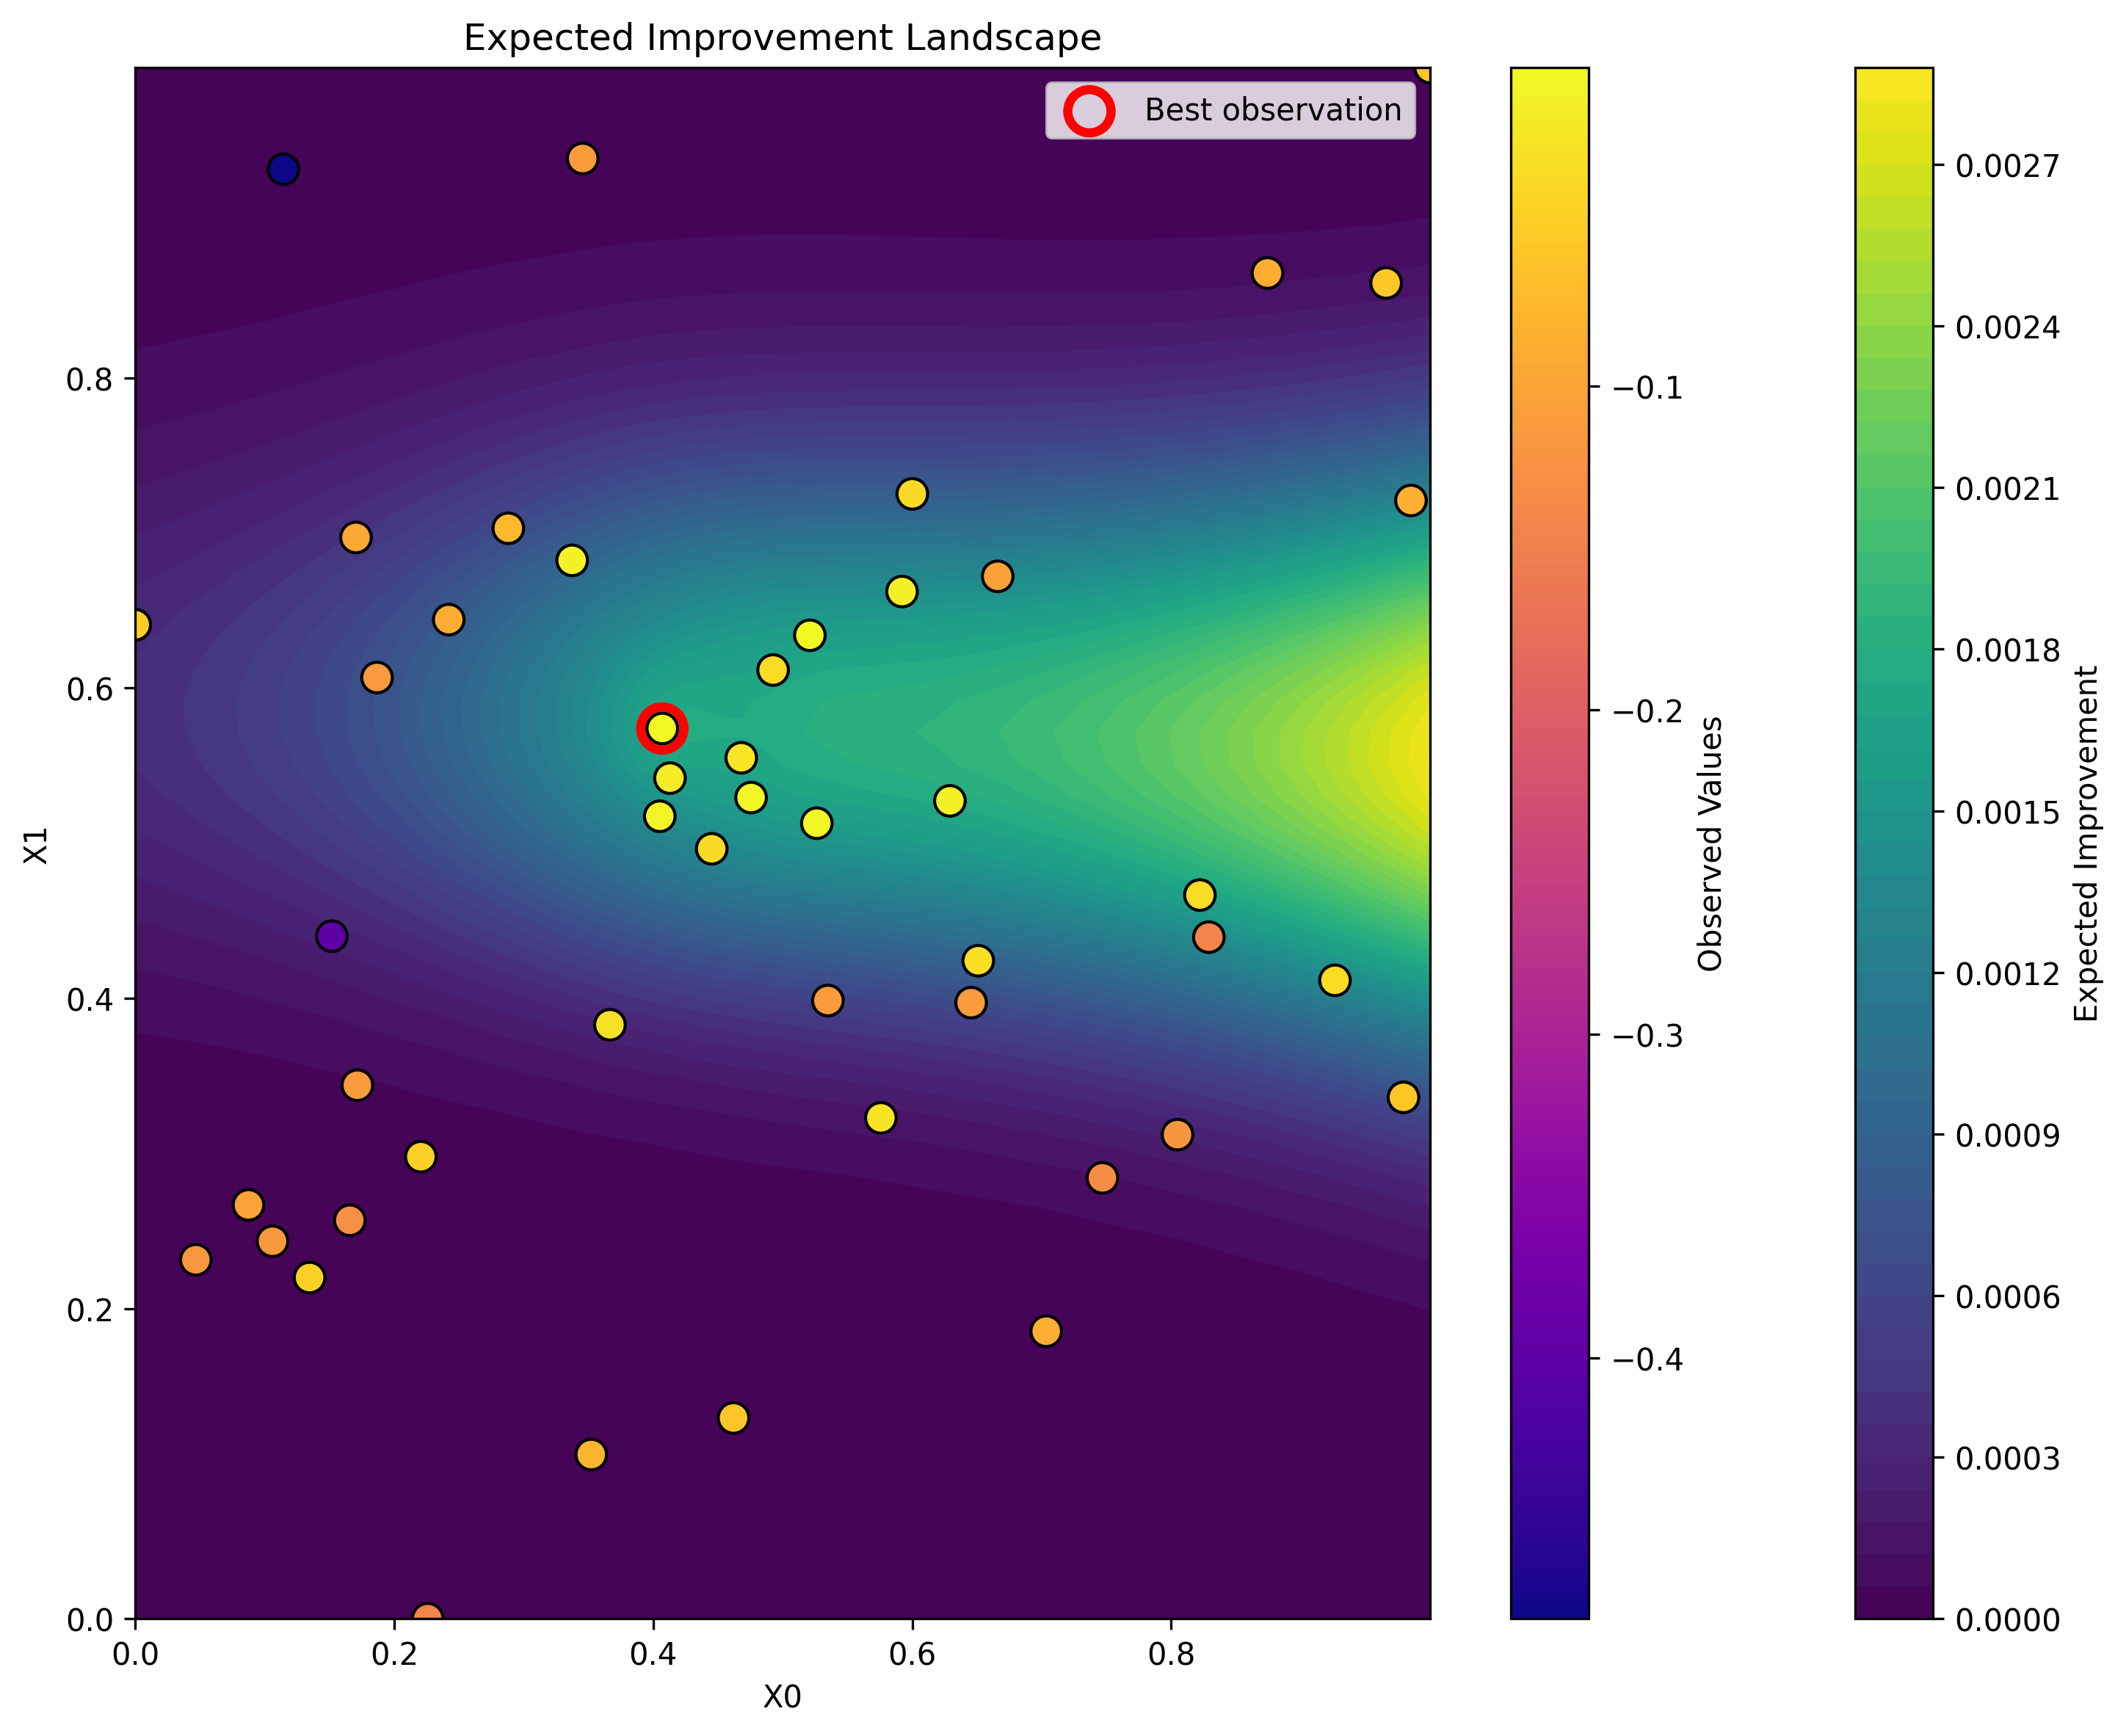 Expected Improvement Landscape
Best observation
X1
0.8
0.6
0.4
0.2
0.0
0.0 0.2 0.4 0.6 0.8
X0
−0.1
−0.2
−0.3
−0.4
Observed Values
0.0027
0.0024
0.0021
0.0018
0.0015
0.0012
0.0009
0.0006
0.0003
0.0000
Expected Improvement